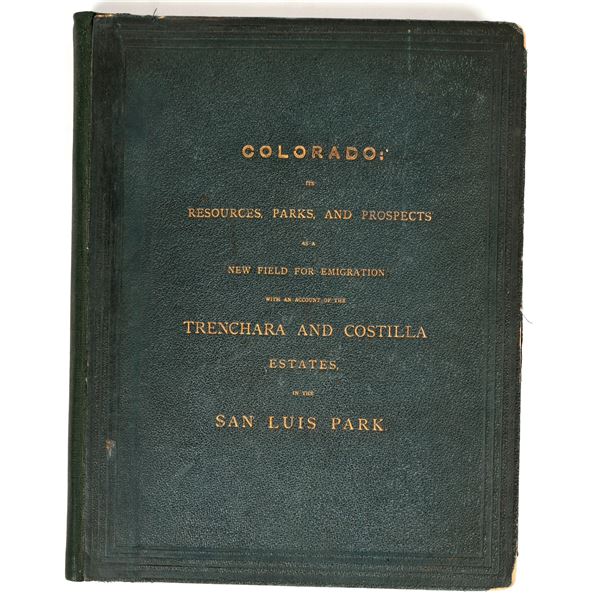 COLORADO:
ITS
RESOURCES, PARKS, AND PROSPECTS
AS A
NEW FIELD FOR EMIGRATION
WITH AN ACCOUNT OF THE
TRENCHARA AND COSTILLA
ESTATES,
IN THE
SAN LUIS PARK